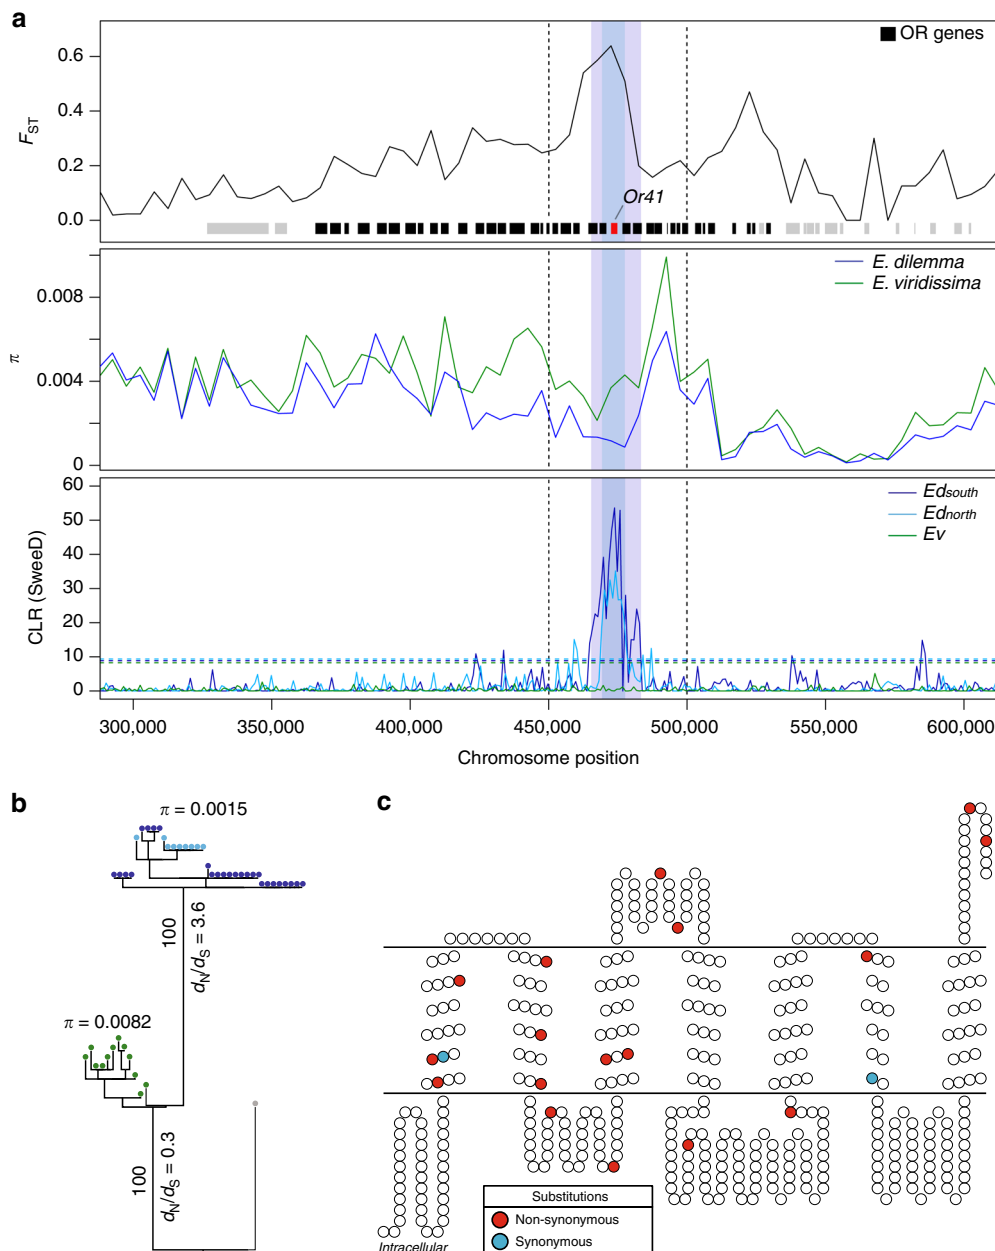 a
OR genes
0.6
0.4
0.2
0.0
FST
Or41
E. dilemma
E. viridissima
0.008
0.004
0
π
60
50
40
30
20
10
0
CLR (SweeD)
Edsouth
Ednorth
Ev
300,000 350,000 400,000 450,000 500,000 550,000 600,000
Chromosome position
b
π = 0.0015
100
dN/dS = 3.6
π = 0.0082
100
dN/dS = 0.3
c
Intracellular
Substitutions
Non-synonymous
Synonymous